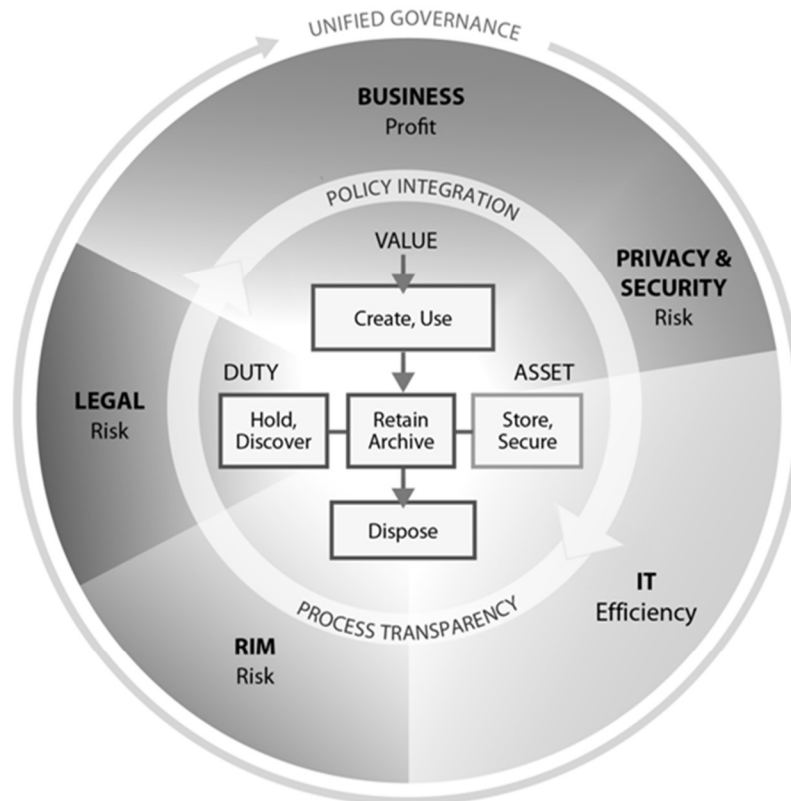 UNIFIED GOVERNANCE
BUSINESS
Profit
POLICY INTEGRATION
VALUE
PRIVACY &
SECURITY
Risk
Create, Use
DUTY
ASSET
LEGAL
Risk
Hold,
Discover
Retain
Archive
Store,
Secure
Dispose
IT
Efficiency
PROCESS TRANSPARENCY
RIM
Risk